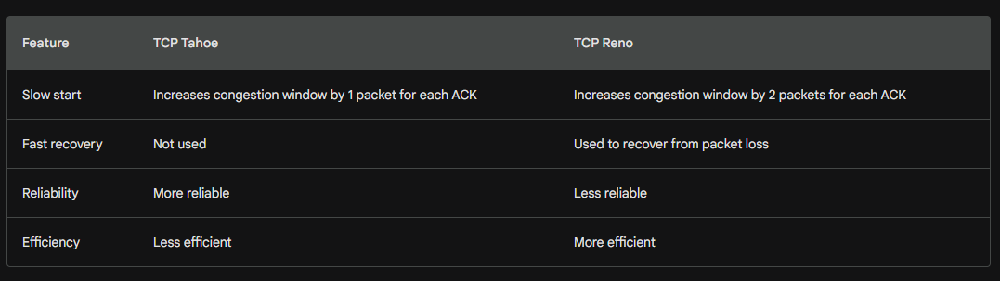 Feature TCP Tahoe TCP Reno
Slow start Increases congestion window by 1 packet for each ACK Increases congestion window by 2 packets for each ACK
Fast recovery Not used Used to recover from packet loss
Reliability More reliable Less reliable
Efficiency Less efficient More efficient